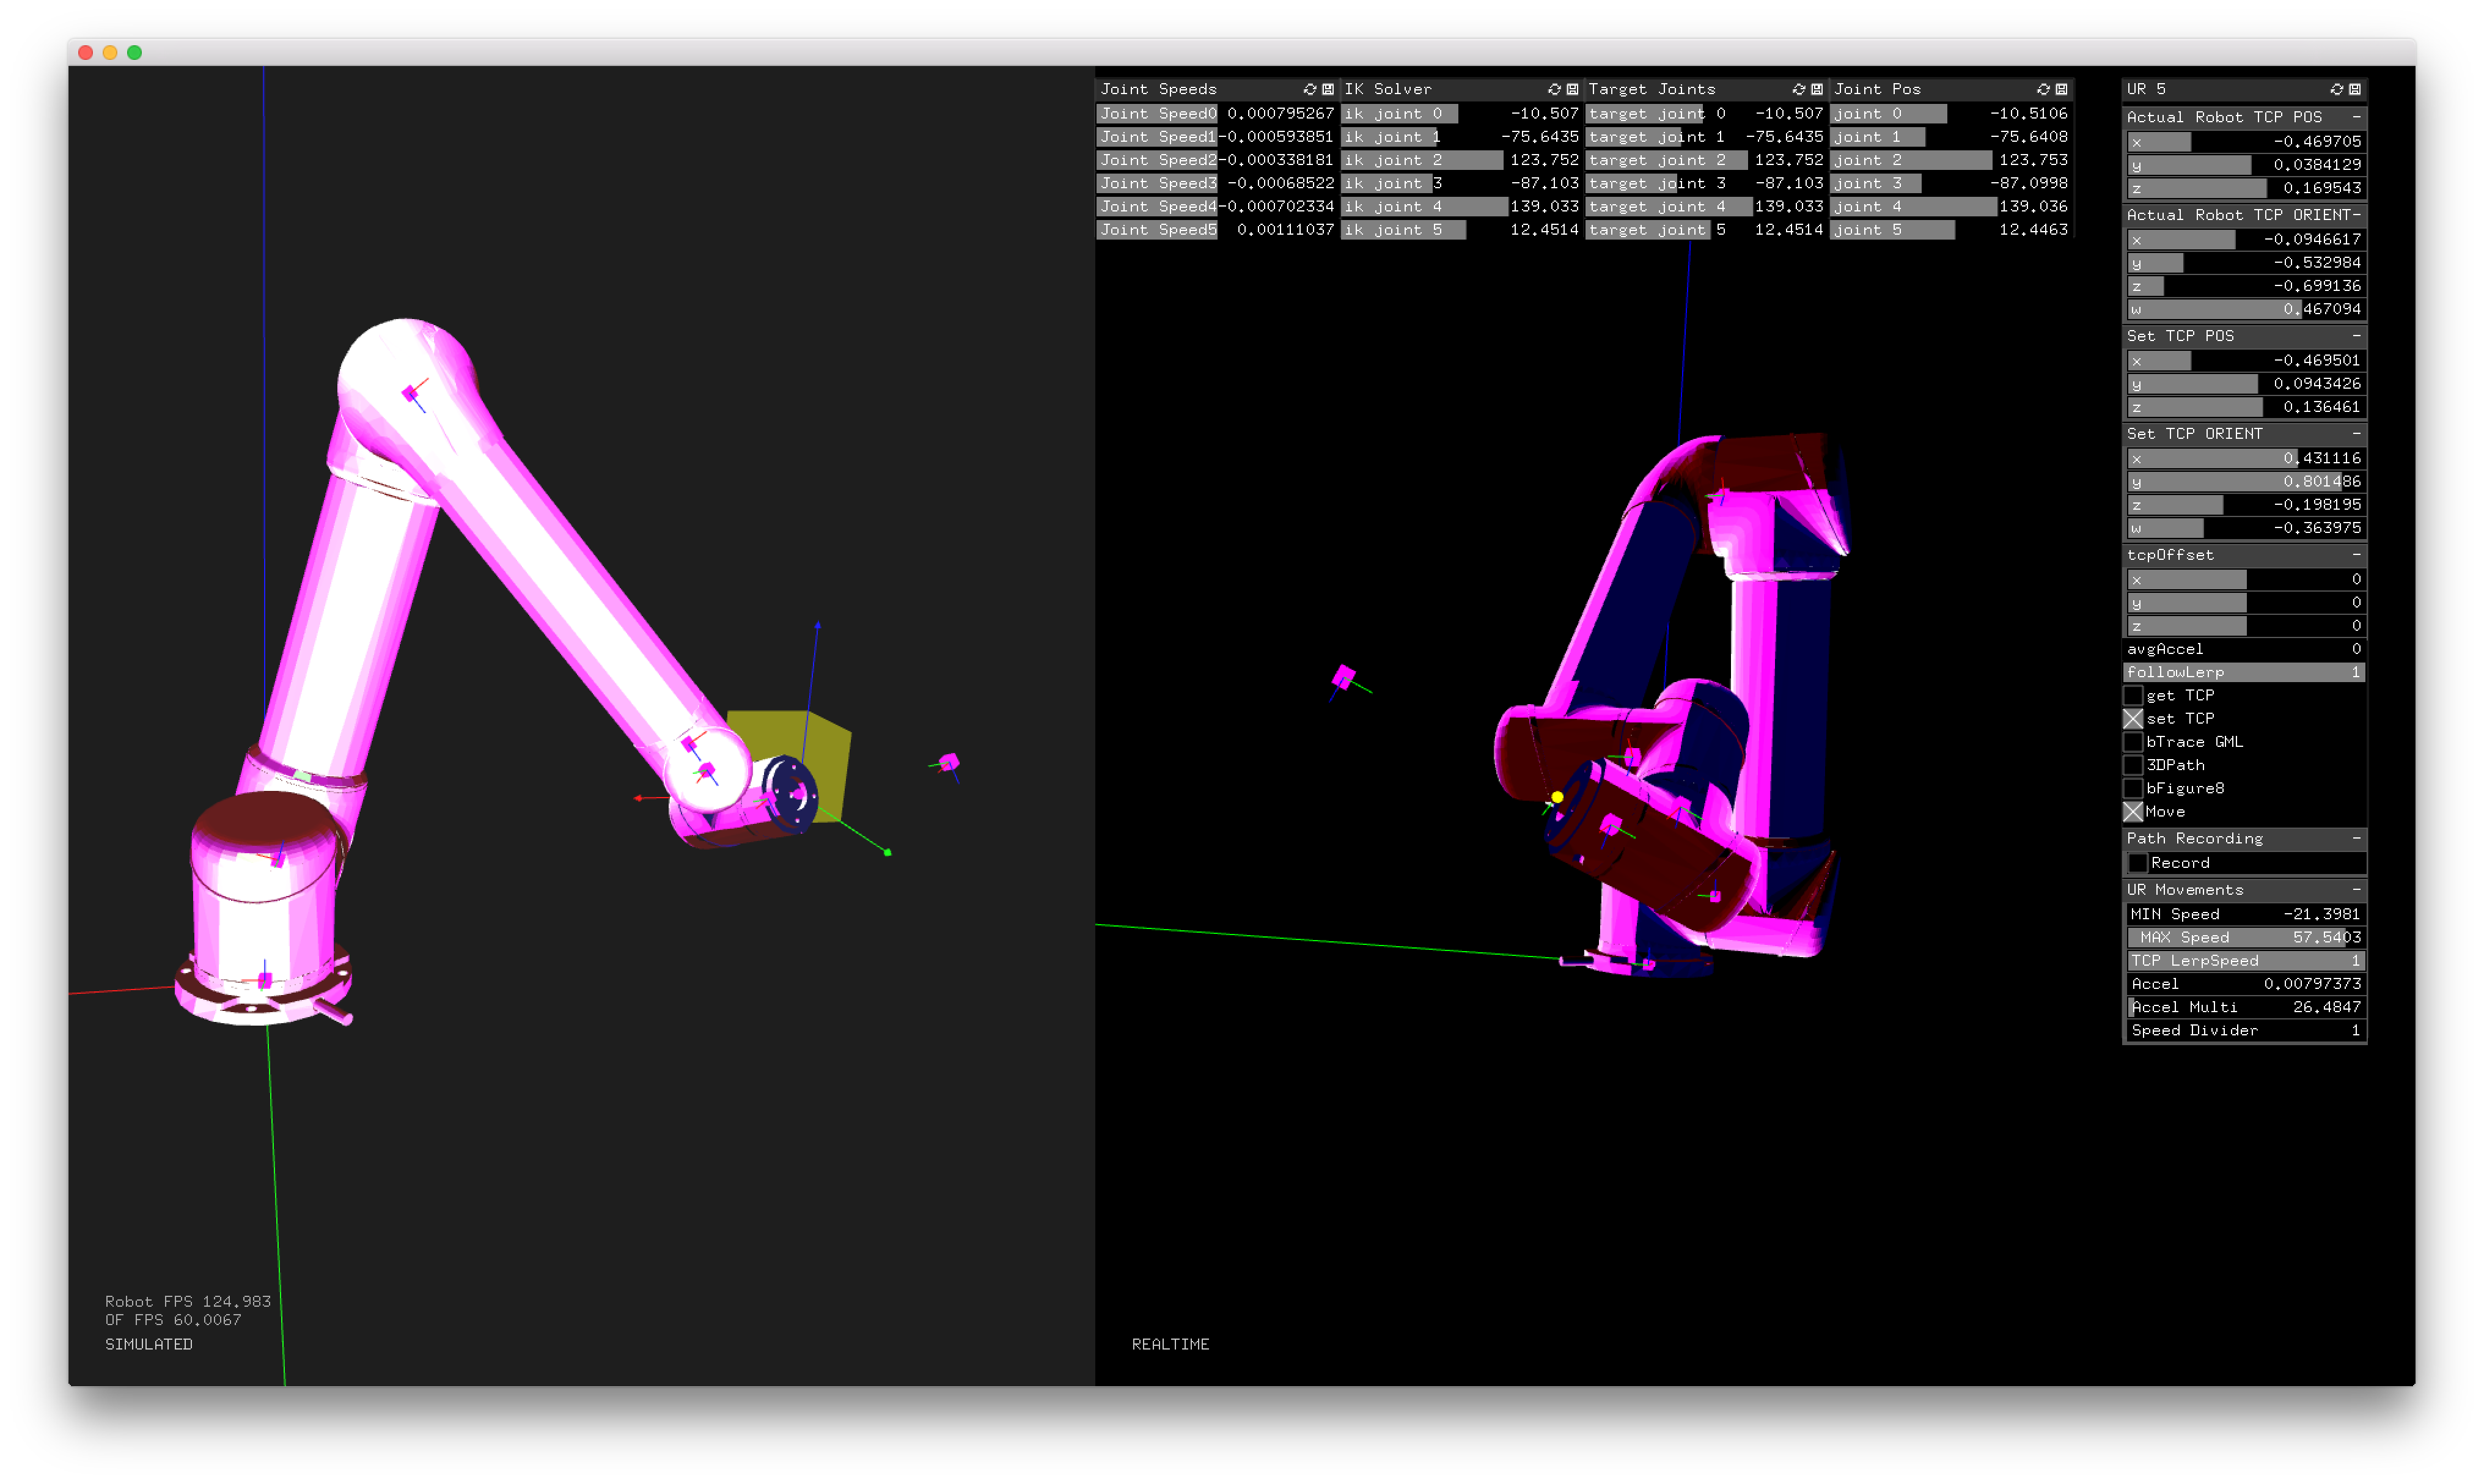 Joint Speeds
Joint Speed0 0.000795267
Joint Speed1-0.000593851
Joint Speed2-0.000338181
Joint Speed3 -0.00068522
Joint Speed4-0.000702334
Joint Speed5 0.00111037
IK Solver
ik joint 0 -10.507
ik joint 1 -75.6435
ik joint 2 123.752
ik joint 3 -87.103
ik joint 4 139.033
ik joint 5 12.4514
Target Joints
target joint 0 -10.507
target joint 1 -75.6435
target joint 2 123.752
target joint 3 -87.103
target joint 4 139.033
target joint 5 12.4514
Joint Pos
joint 0 -10.5106
joint 1 -75.6408
joint 2 123.753
joint 3 -87.0998
joint 4 139.036
joint 5 12.4463
UR 5
Actual Robot TCP POS -
x -0.469705
y 0.0384129
z 0.169543
Actual Robot TCP ORIENT-
x -0.0946617
y -0.532984
z -0.699136
w 0.467094
Set TCP POS -
x -0.469501
y 0.0943426
z 0.136461
Set TCP ORIENT -
x 0.431116
y 0.801486
z -0.198195
w -0.363975
tcpOffset -
x 0
y 0
z 0
avgAccel 0
followLerp 1
get TCP
set TCP
bTrace GML
3DPath
bFigure8
Move
Path Recording -
Record
UR Movements -
MIN Speed -21.3981
MAX Speed 57.5403
TCP LerpSpeed 1
Accel 0.00797373
Accel Multi 26.4847
Speed Divider 1
Robot FPS 124.983
OF FPS 60.0067
SIMULATED
REALTIME